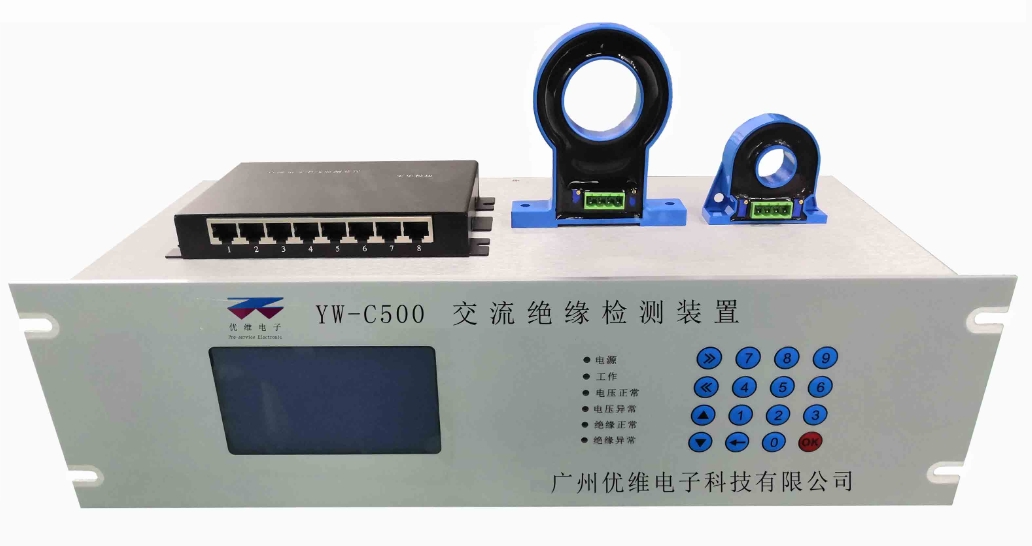 1 2 3 4 5 6 7 8
优维电子
YW-C500 交流绝缘检测装置
电源
工作
电压正常
电压异常
绝缘正常
绝缘异常
» 7 8 9
« 4 5 6
▲ 1 2 3
▼ ← 0 OK
广州优维电子科技有限公司